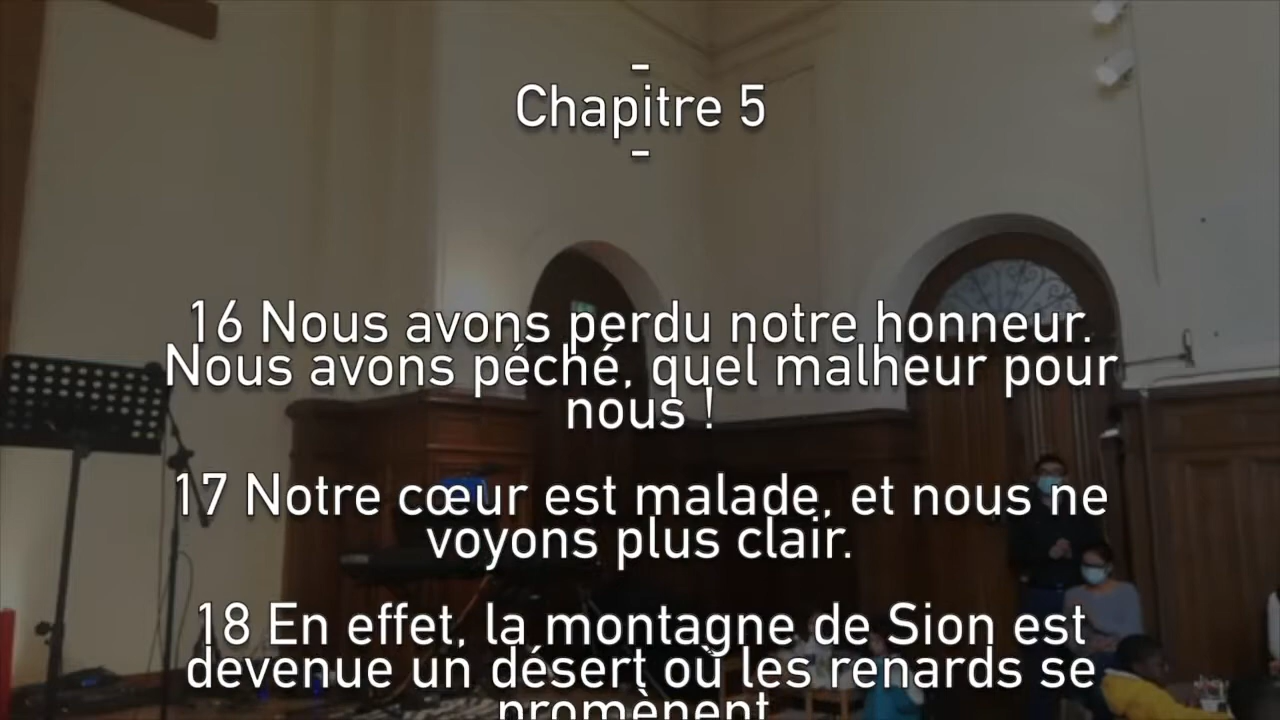 -
Chapitre 5
-
16 Nous avons perdu notre honneur.
Nous avons péché, quel malheur pour
nous !
17 Notre cœur est malade, et nous ne
voyons plus clair.
18 En effet, la montagne de Sion est
devenue un désert où les renards se
promènent.